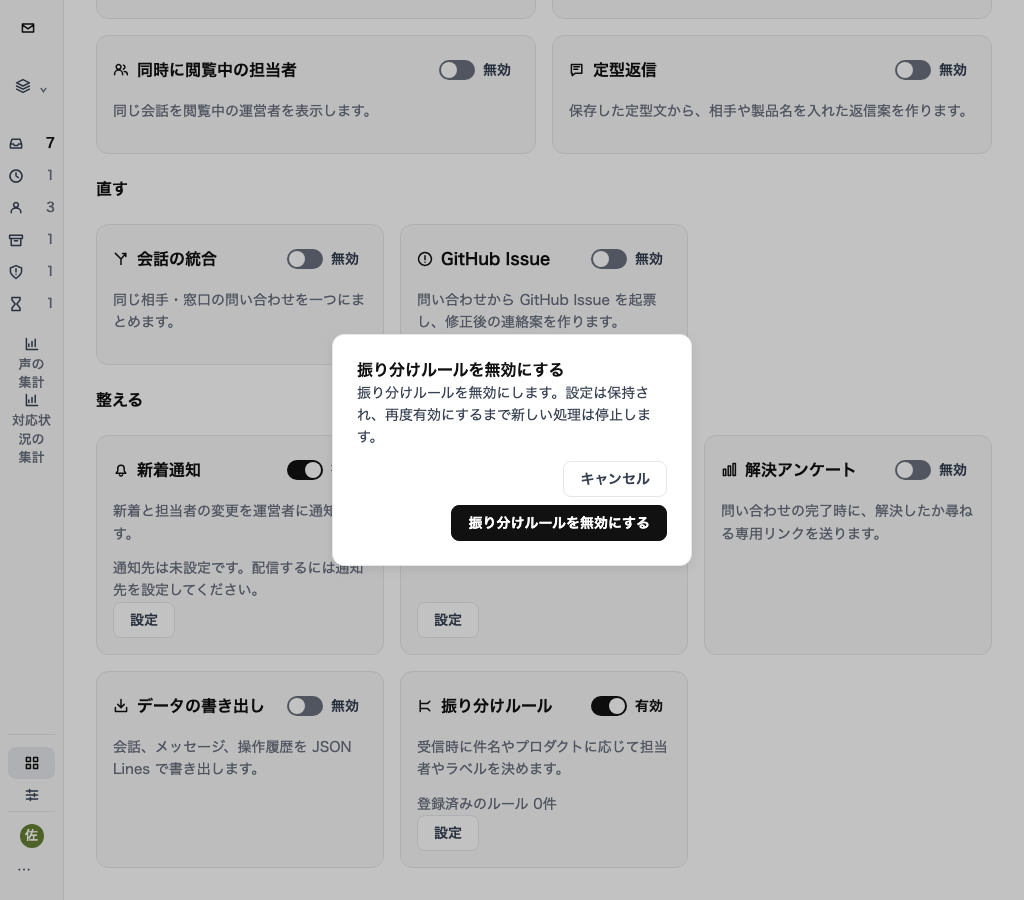 7
1
3
1
1
1
声の
集計
対応状
況の
集計
佐
同時に閲覧中の担当者
無効
同じ会話を閲覧中の運営者を表示します。
定型返信
無効
保存した定型文から、相手や製品名を入れた返信案を作ります。
直す
会話の統合
無効
同じ相手・窓口の問い合わせを一つにま
とめます。
GitHub Issue
無効
問い合わせから GitHub Issue を起票
し、修正後の連絡案を作ります。
整える
新着通知
新着と担当者の変更を運営者に通知
す。
通知先は未設定です。配信するには通知
先を設定してください。
設定
設定
解決アンケート
無効
問い合わせの完了時に、解決したか尋ね
る専用リンクを送ります。
振り分けルールを無効にする
振り分けルールを無効にします。設定は保持さ
れ、再度有効にするまで新しい処理は停止しま
す。
キャンセル
振り分けルールを無効にする
データの書き出し
無効
会話、メッセージ、操作履歴を JSON
Lines で書き出します。
振り分けルール
有効
受信時に件名やプロダクトに応じて担当
者やラベルを決めます。
登録済みのルール 0件
設定